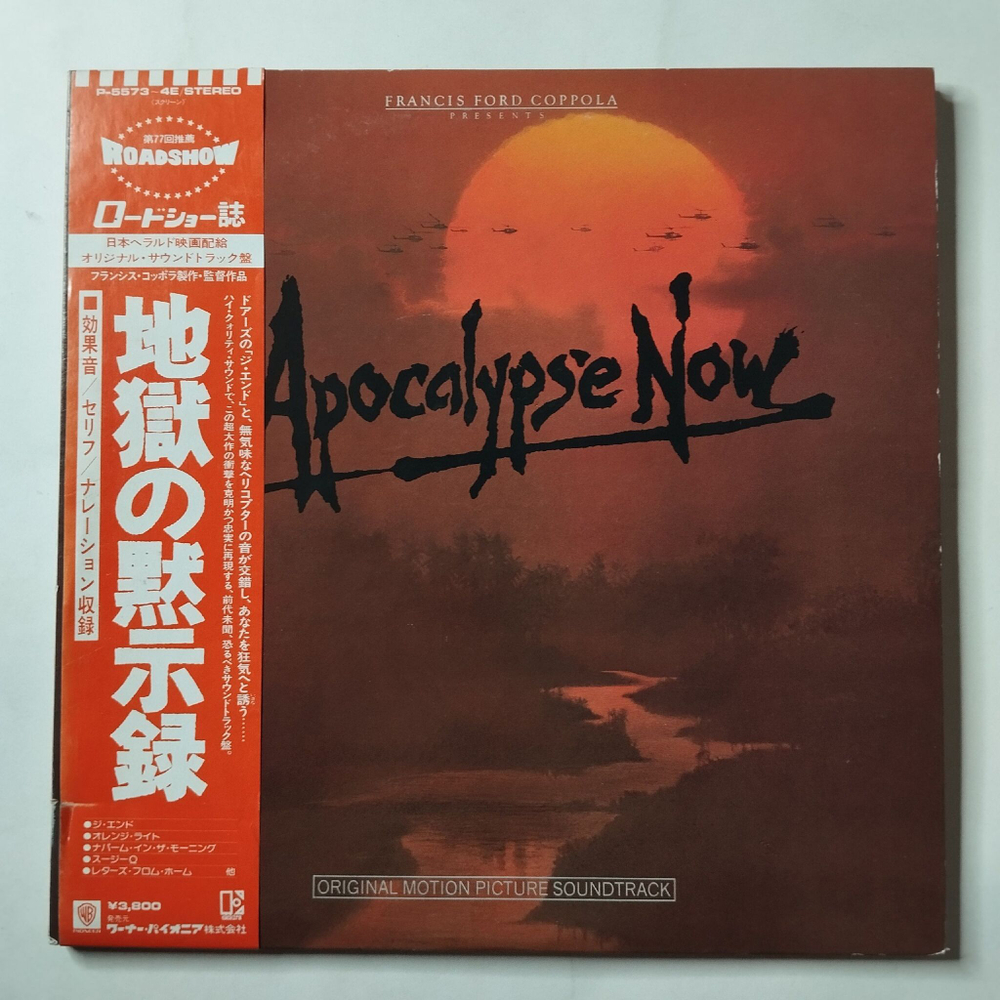 P-5573~4E/STEREO
(スクリーン)
第77回推薦
ROADSHOW
ロードショー誌
日本ヘラルド映画配給
オリジナル・サウンドトラック盤
フランシス・コッポラ製作・監督作品
ドアーズの「ジ・エンド」と、無気味なヘリコプターの音が交錯し、あなたを狂気へと誘う……
ハイ・クォリティ・サウンドで、この超大作の衝撃を克明かつ忠実に再現する、前代未聞、恐るべきサウンドトラック盤。
地獄の黙示録
効果音/セリフ/ナレーション収録
●ジ・エンド
●オレンジ・ライト
●ナパーム・イン・ザ・モーニング
●スージーQ
●レターズ・フロム・ホーム 他
¥3,800
発売元
ワーナー・パイオニア株式会社
FRANCIS FORD COPPOLA
PRESENTS
Apocalypse Now
ORIGINAL MOTION PICTURE SOUNDTRACK